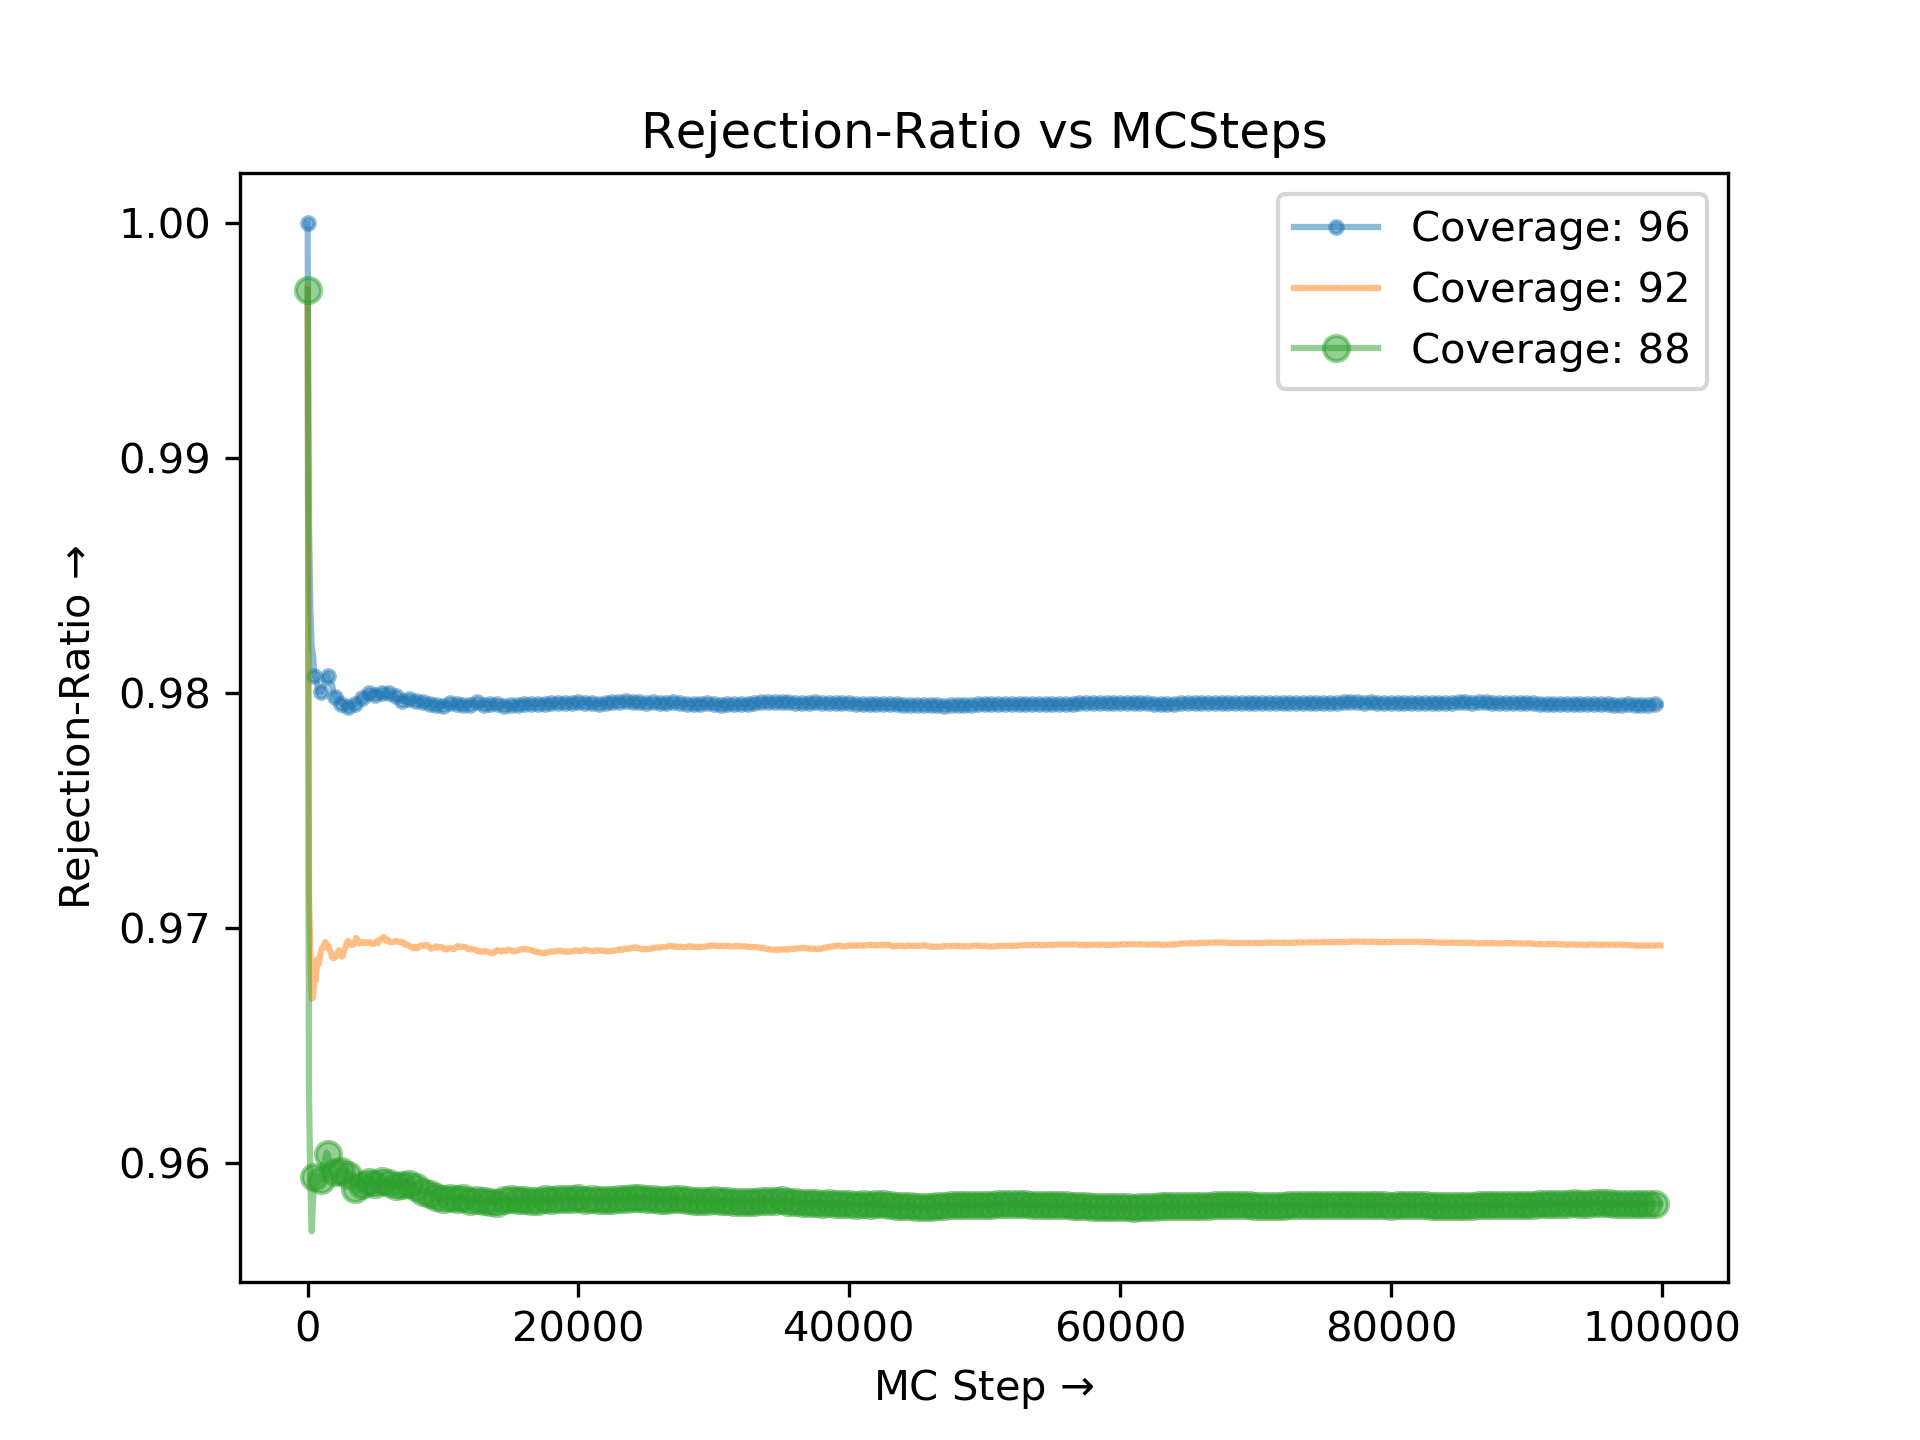 Rejection-Ratio vs MCSteps
Coverage: 96
Coverage: 92
Coverage: 88
Rejection-Ratio →
1.00
0.99
0.98
0.97
0.96
0 20000 40000 60000 80000 100000
MC Step →